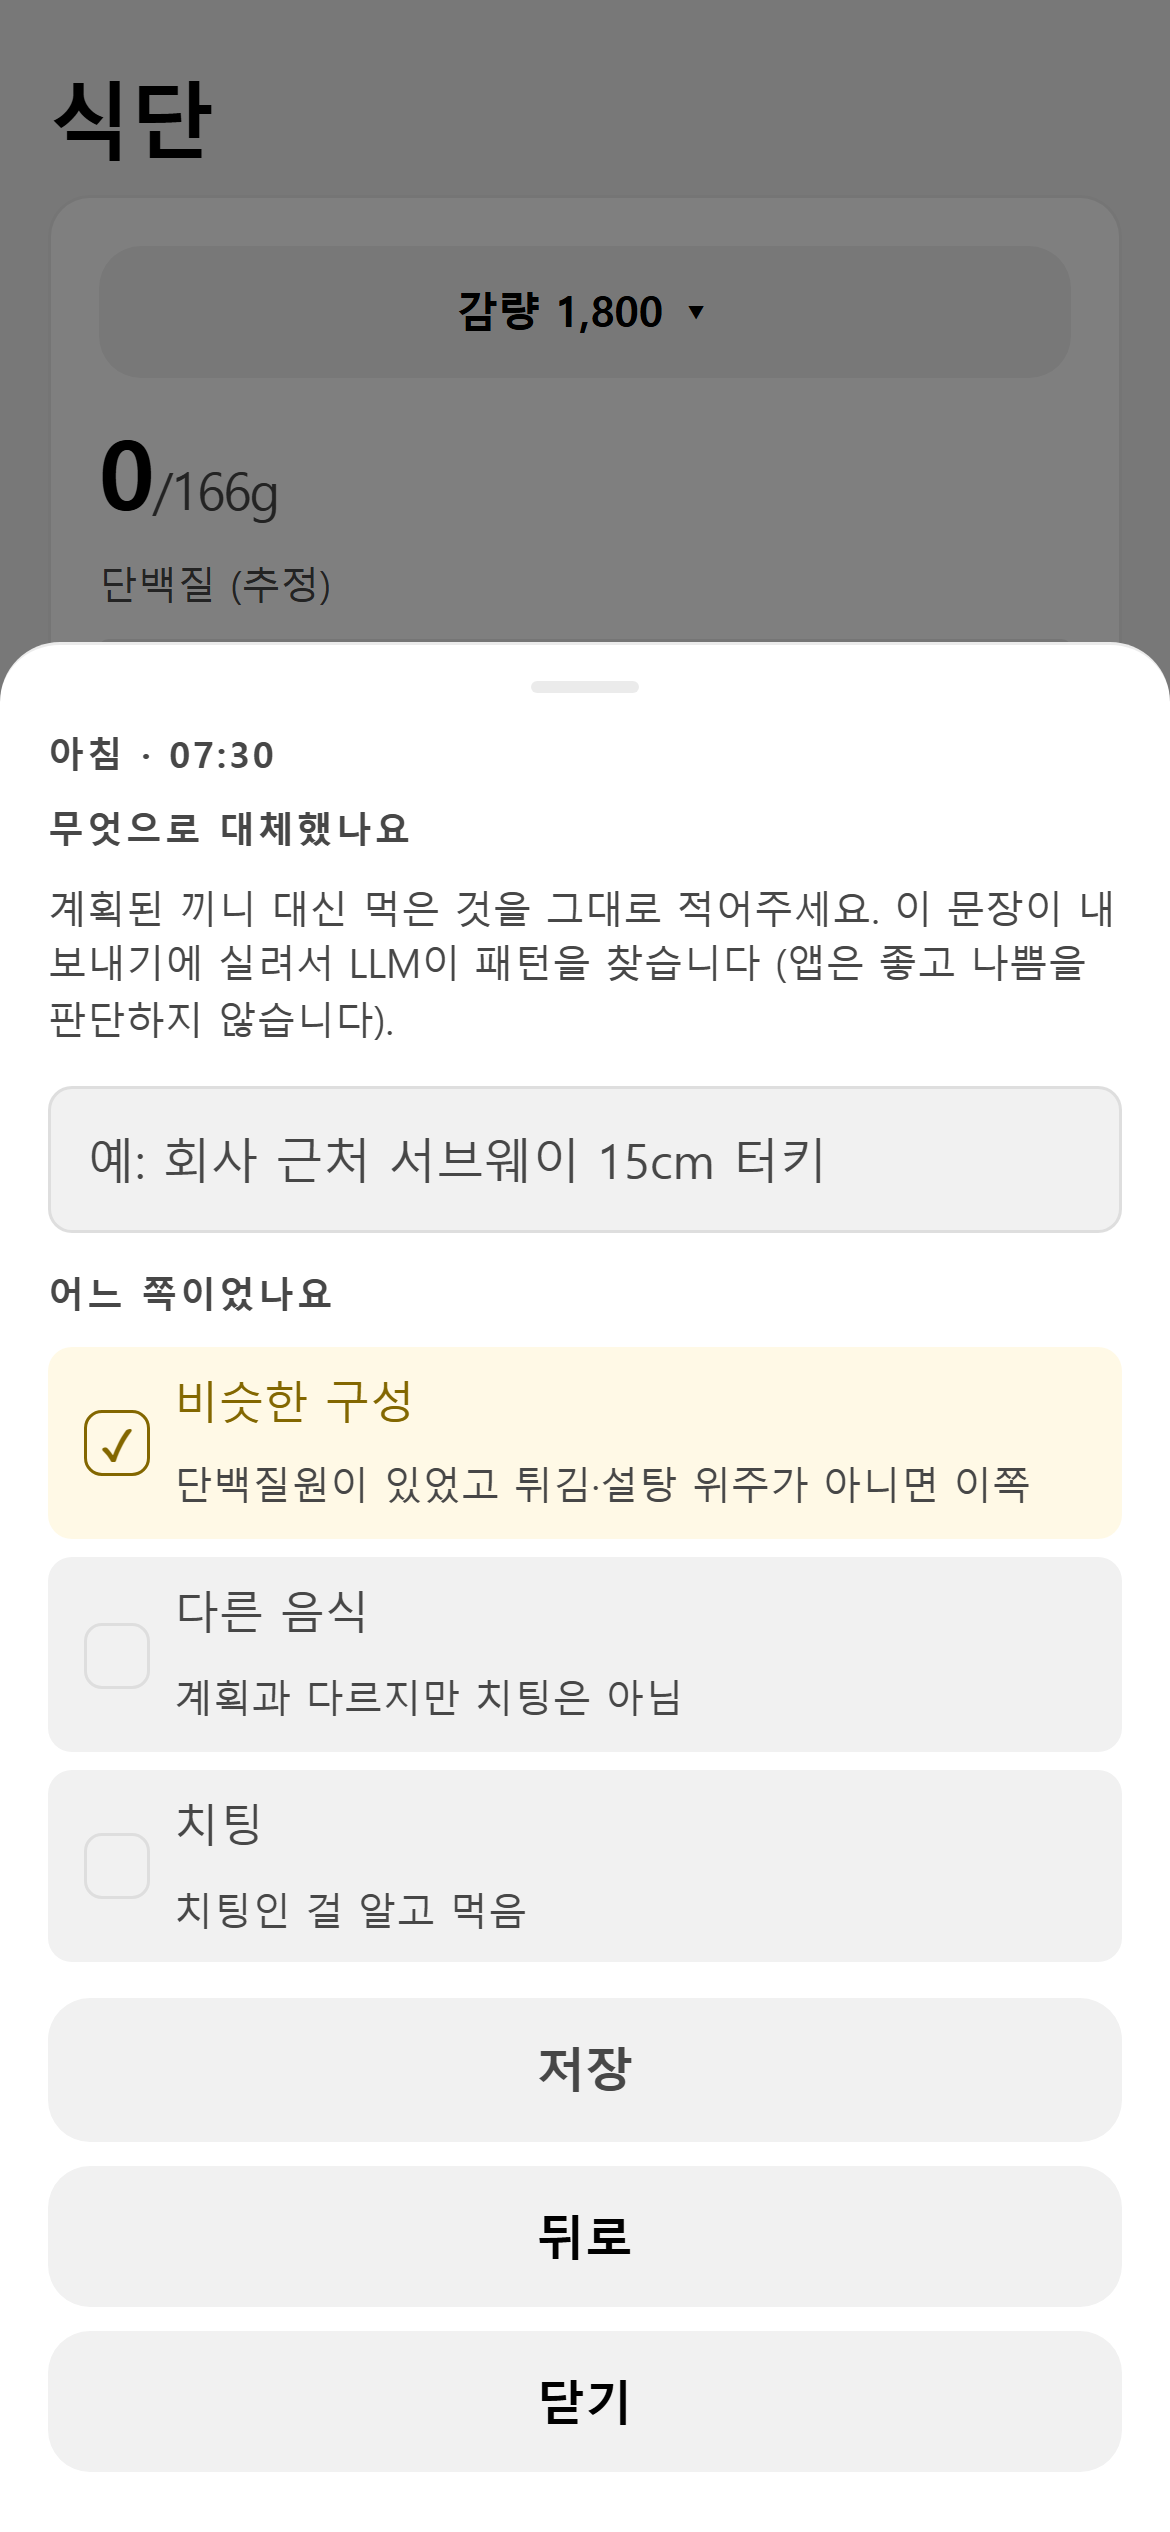 식단
감량 1,800 ▼
0/166g
단백질 (추정)
아침 · 07:30
무엇으로 대체했나요
계획된 끼니 대신 먹은 것을 그대로 적어주세요. 이 문장이 내
보내기에 실려서 LLM이 패턴을 찾습니다 (앱은 좋고 나쁨을
판단하지 않습니다).
예: 회사 근처 서브웨이 15cm 터키
어느 쪽이었나요
비슷한 구성
단백질원이 있었고 튀김·설탕 위주가 아니면 이쪽
다른 음식
계획과 다르지만 치팅은 아님
치팅
치팅인 걸 알고 먹음
저장
뒤로
닫기